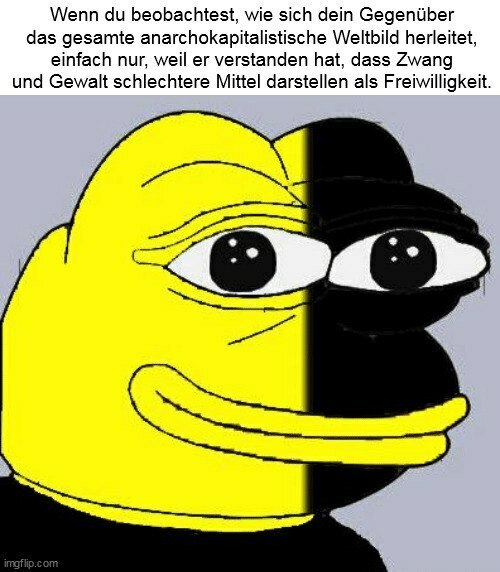 Wenn du beobachtest, wie sich dein Gegenüber
das gesamte anarchokapitalistische Weltbild herleitet,
einfach nur, weil er verstanden hat, dass Zwang
und Gewalt schlechtere Mittel darstellen als Freiwilligkeit.
imgflip.com